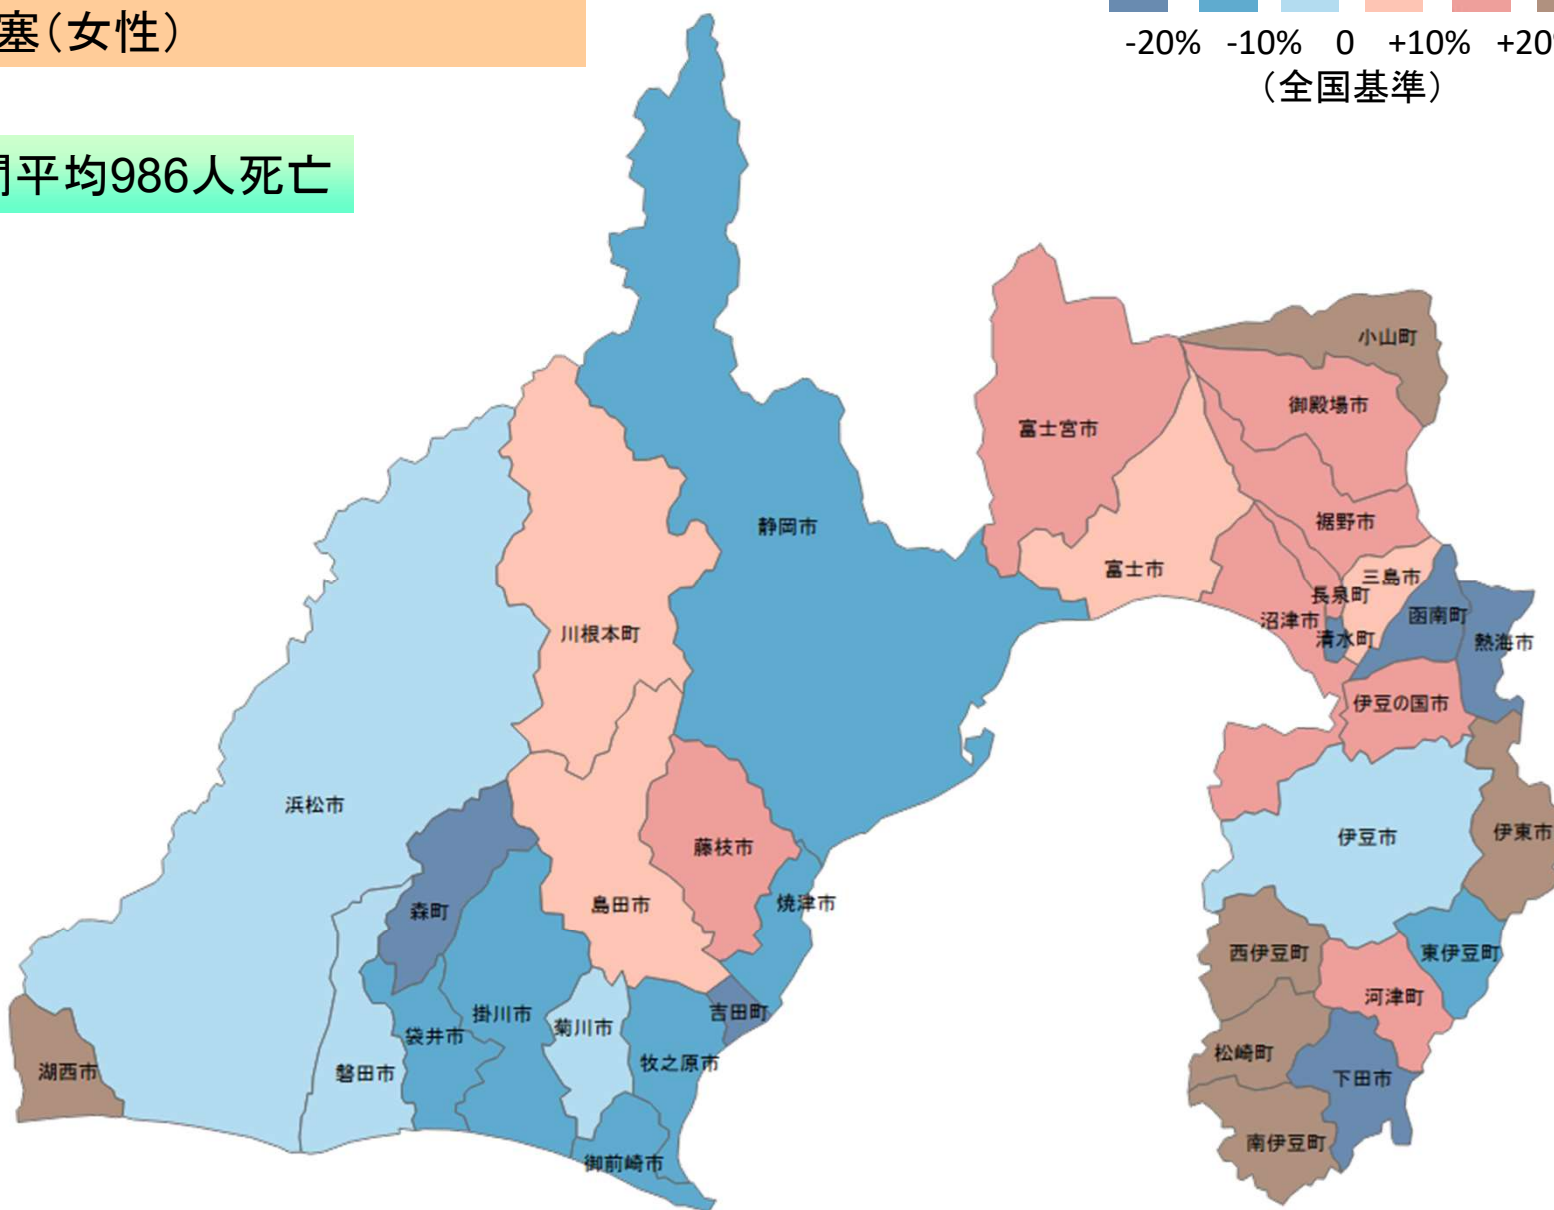 塞（女性）
-20% -10% 0 +10% +20%
（全国基準）
間平均986人死亡
小山町
御殿場市
富士宮市
裾野市
静岡市
富士市
三島市
長泉町
函南町
沼津市
清水町
熱海市
川根本町
伊豆の国市
浜松市
伊東市
伊豆市
藤枝市
焼津市
島田市
森町
西伊豆町
東伊豆町
河津町
掛川市
吉田町
菊川市
袋井市
牧之原市
松崎町
湖西市
磐田市
下田市
南伊豆町
御前崎市